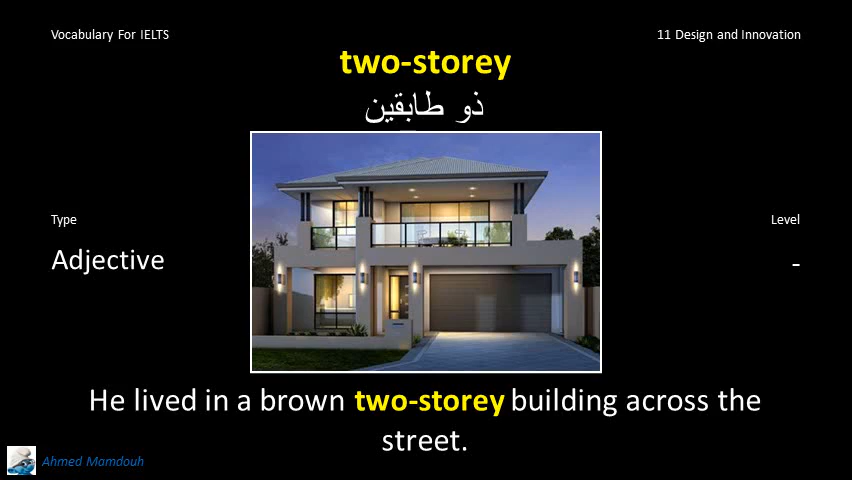 Vocabulary For IELTS
11 Design and Innovation
two-storey
ذو طابقين
Type
Level
Adjective
-
He lived in a brown two-storey building across the
street.
Ahmed Mamdouh